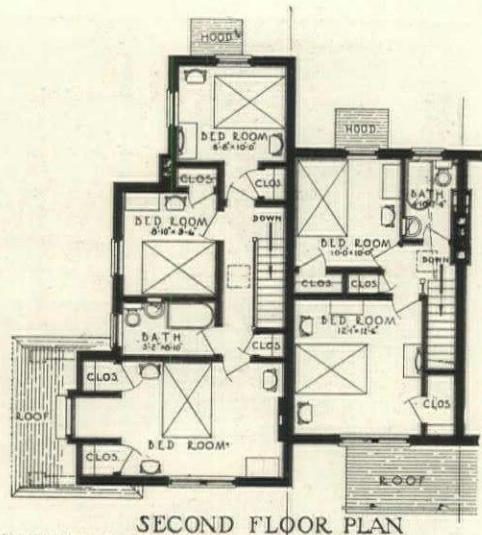 HOOD
BED ROOM
8'-8"x10'-0"
CLOS.
CLOS.
BED ROOM
8'-10"x9'-6"
DOWN
BATH
CLOS.
CLOS.
ROOF
BED ROOM
CLOS.
HOOD
BED ROOM
10'-0"x10'-0"
BATH
DOWN
CLOS.
CLOS.
BED ROOM
12'-1"x12'-6"
CLOS.
ROOF
SECOND FLOOR PLAN